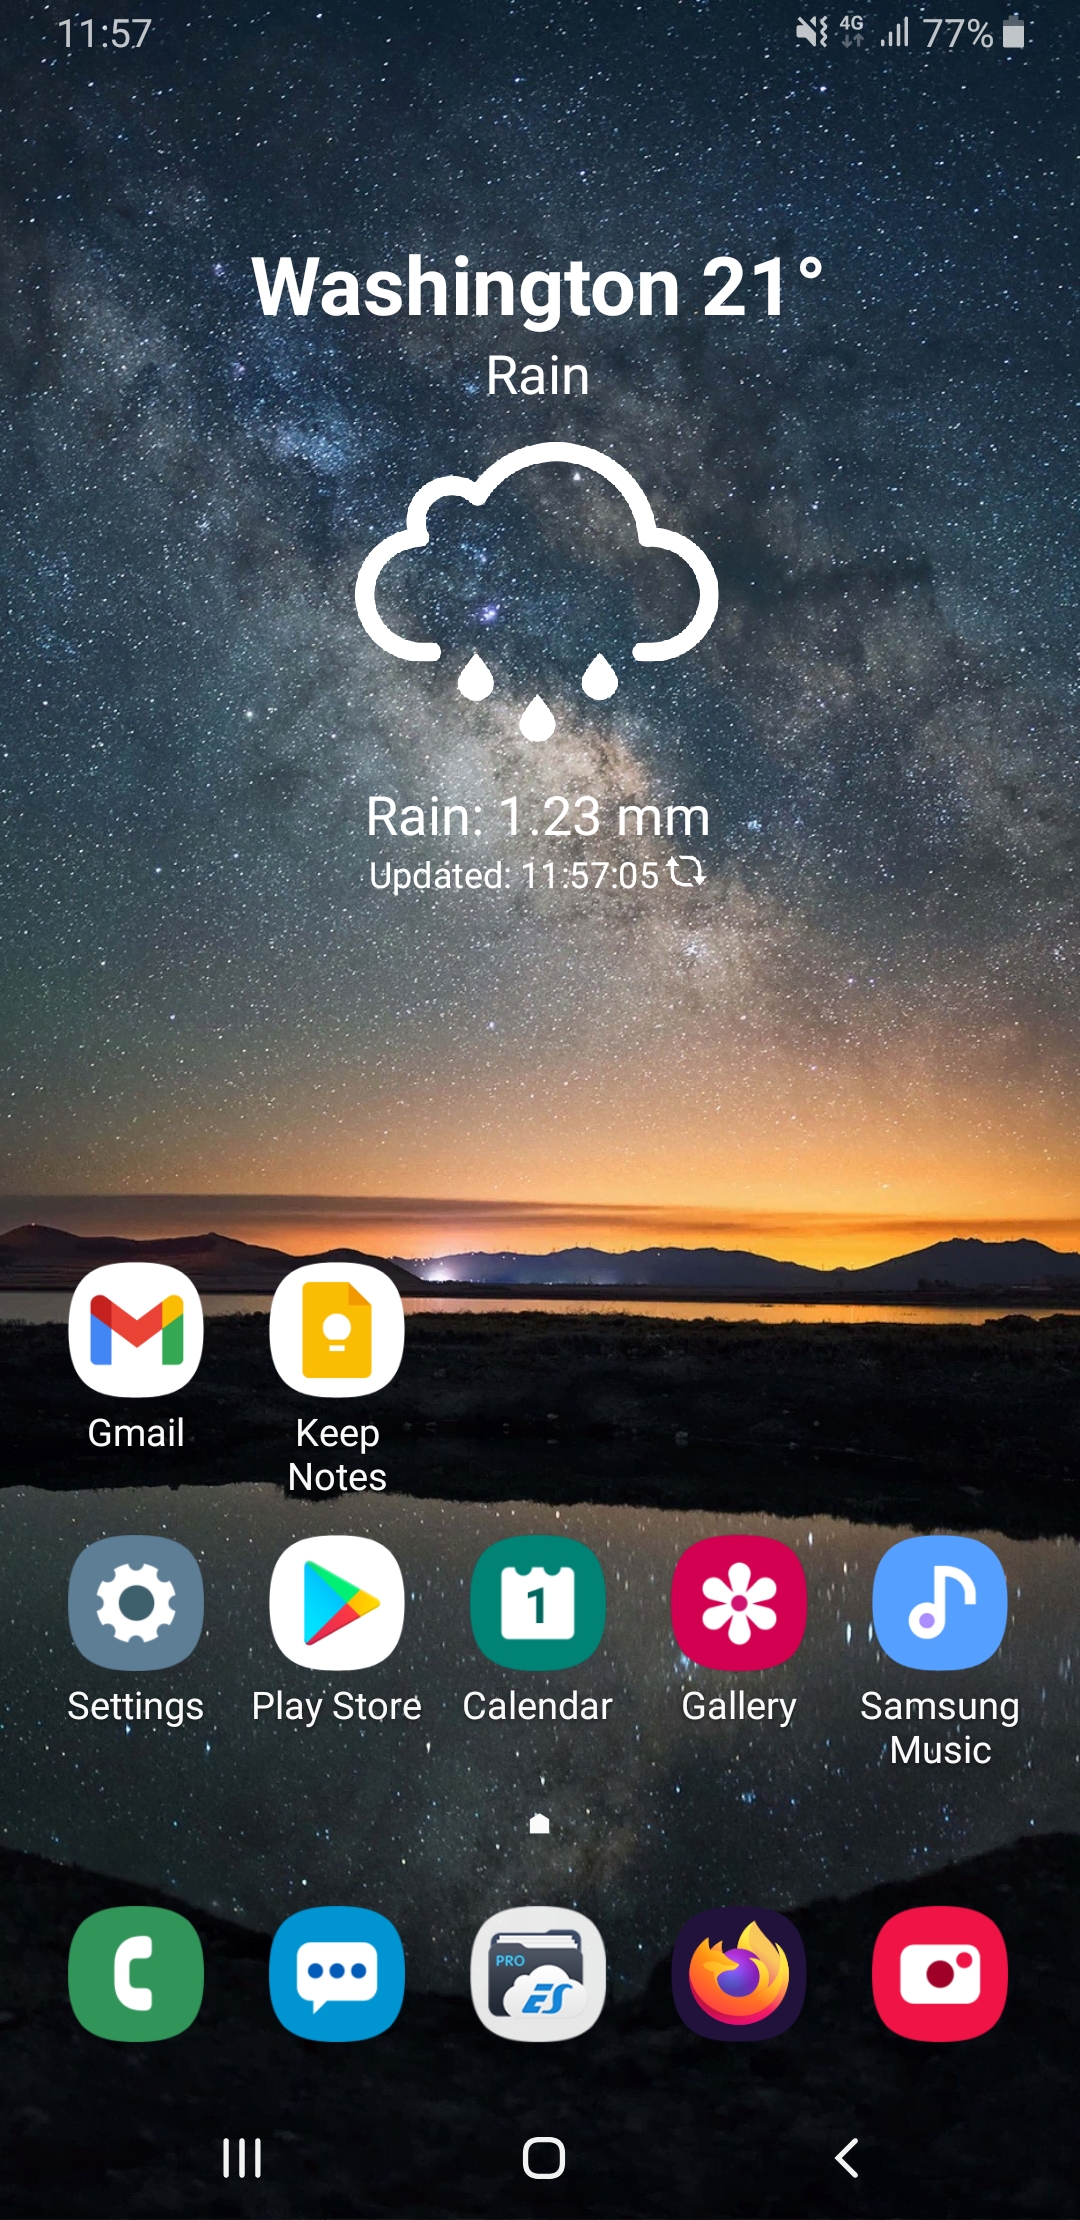 11:57 4G 77%
Washington 21°
Rain
Rain: 1.23 mm
Updated: 11:57:05
Gmail Keep
Notes
1
Settings Play Store Calendar Gallery Samsung
Music
PRO
ES